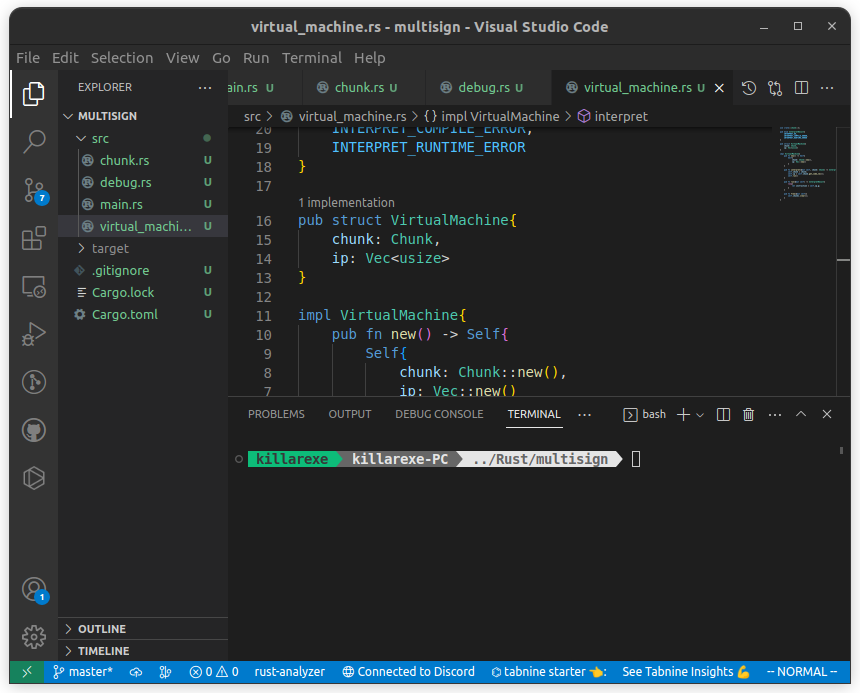 virtual_machine.rs - multisign - Visual Studio Code
File Edit Selection View Go Run Terminal Help
EXPLORER ···
MULTISIGN
src
chunk.rs U
debug.rs U
main.rs U
virtual_machi... U
target
.gitignore U
Cargo.lock U
Cargo.toml U
OUTLINE
TIMELINE
7
1
ain.rs U chunk.rs U debug.rs U virtual_machine.rs U ···
src > virtual_machine.rs > {} impl VirtualMachine > interpret
20 INTERPRET_COMPILE_ERROR,
19 INTERPRET_RUNTIME_ERROR
18 }
17
1 implementation
16 pub struct VirtualMachine{
15 chunk: Chunk,
14 ip: Vec<usize>
13 }
12
11 impl VirtualMachine{
10 pub fn new() -> Self{
9 Self{
8 chunk: Chunk::new(),
7 ip: Vec::new()
PROBLEMS OUTPUT DEBUG CONSOLE TERMINAL ··· bash ···
killarexe killarexe-PC ../Rust/multisign
master* 0 0 rust-analyzer Connected to Discord tabnine starter 👈: See Tabnine Insights 💪 -- NORMAL --